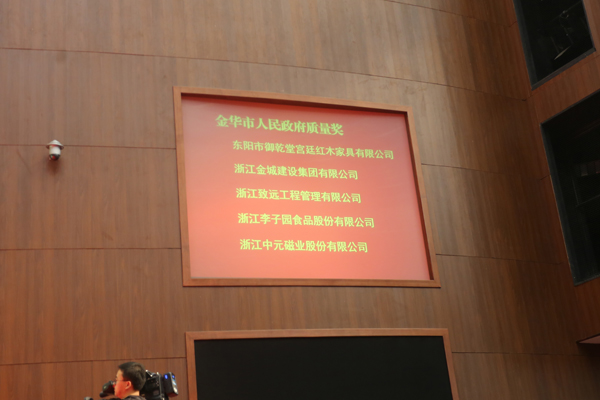 金华市人民政府质量奖
东阳市御乾堂宫廷红木家具有限公司
浙江金城建设集团有限公司
浙江致远工程管理有限公司
浙江李子园食品股份有限公司
浙江中元磁业股份有限公司